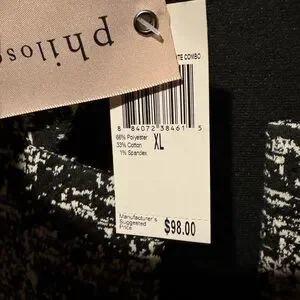 philos
TE COMBO
8 84072 38461 5
66% Polyester
33% Cotton
1% Spandex
XL
Manufacturer's
Suggested
Price
$98.00